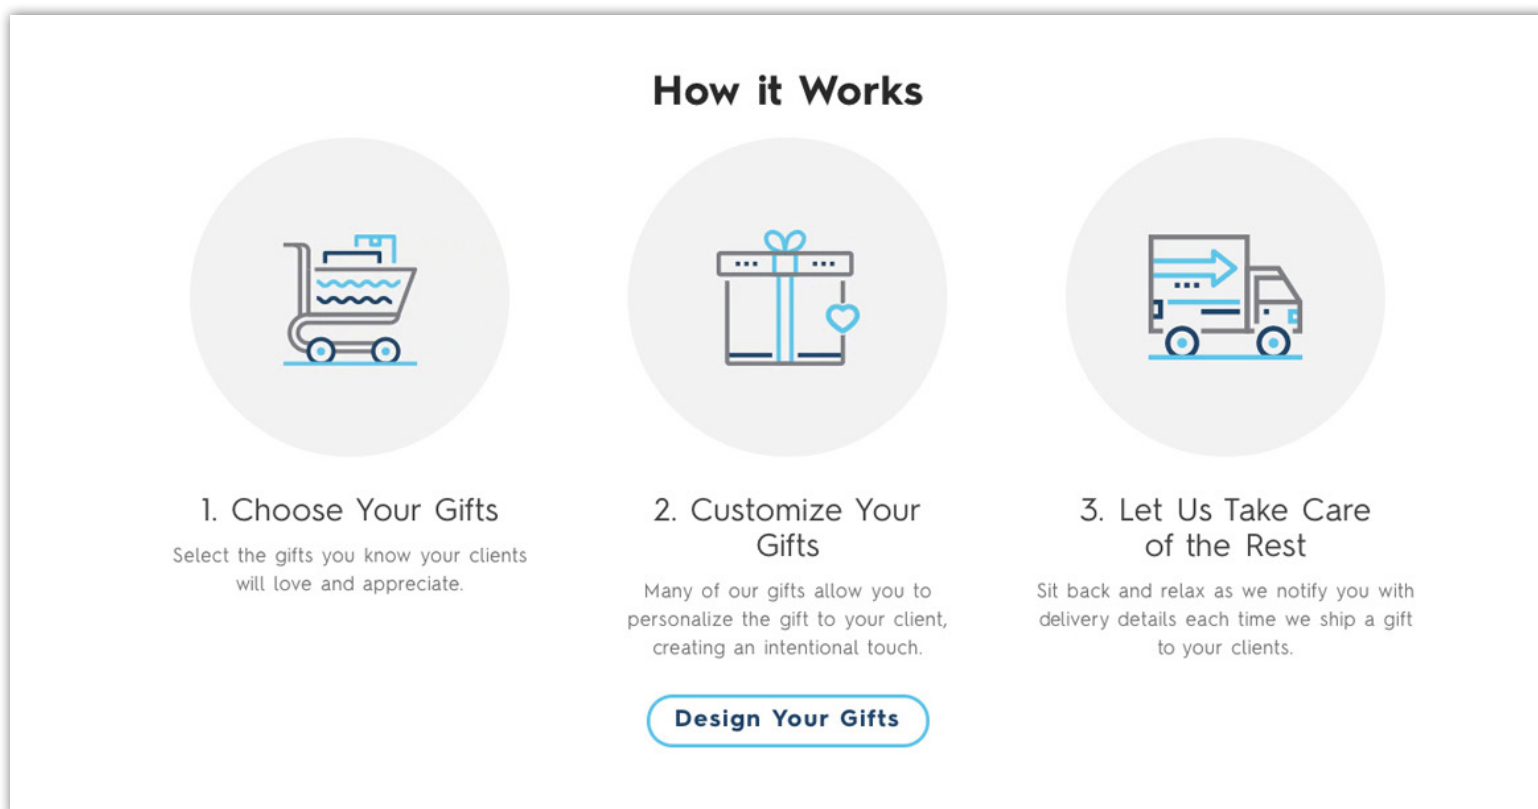 How it Works
1. Choose Your Gifts
Select the gifts you know your clients
will love and appreciate.
2. Customize Your
Gifts
Many of our gifts allow you to
personalize the gift to your client,
creating an intentional touch.
3. Let Us Take Care
of the Rest
Sit back and relax as we notify you with
delivery details each time we ship a gift
to your clients.
Design Your Gifts